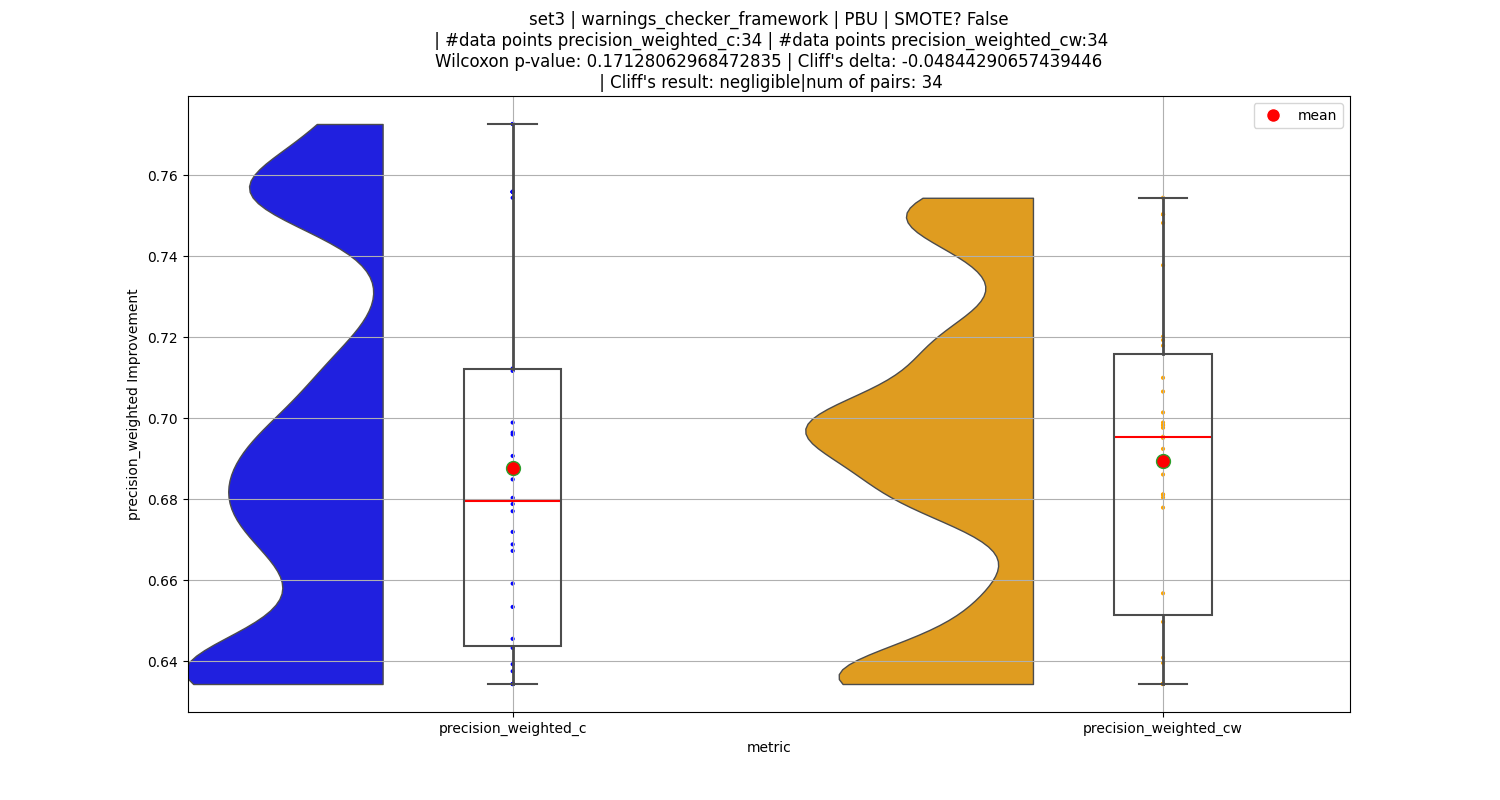 set3 | warnings_checker_framework | PBU | SMOTE? False
| #data points precision_weighted_c:34 | #data points precision_weighted_cw:34
Wilcoxon p-value: 0.17128062968472835 | Cliff's delta: -0.04844290657439446
| Cliff's result: negligible|num of pairs: 34
mean
0.76
0.74
0.72
0.70
0.68
0.66
0.64
precision_weighted Improvement
precision_weighted_c
precision_weighted_cw
metric